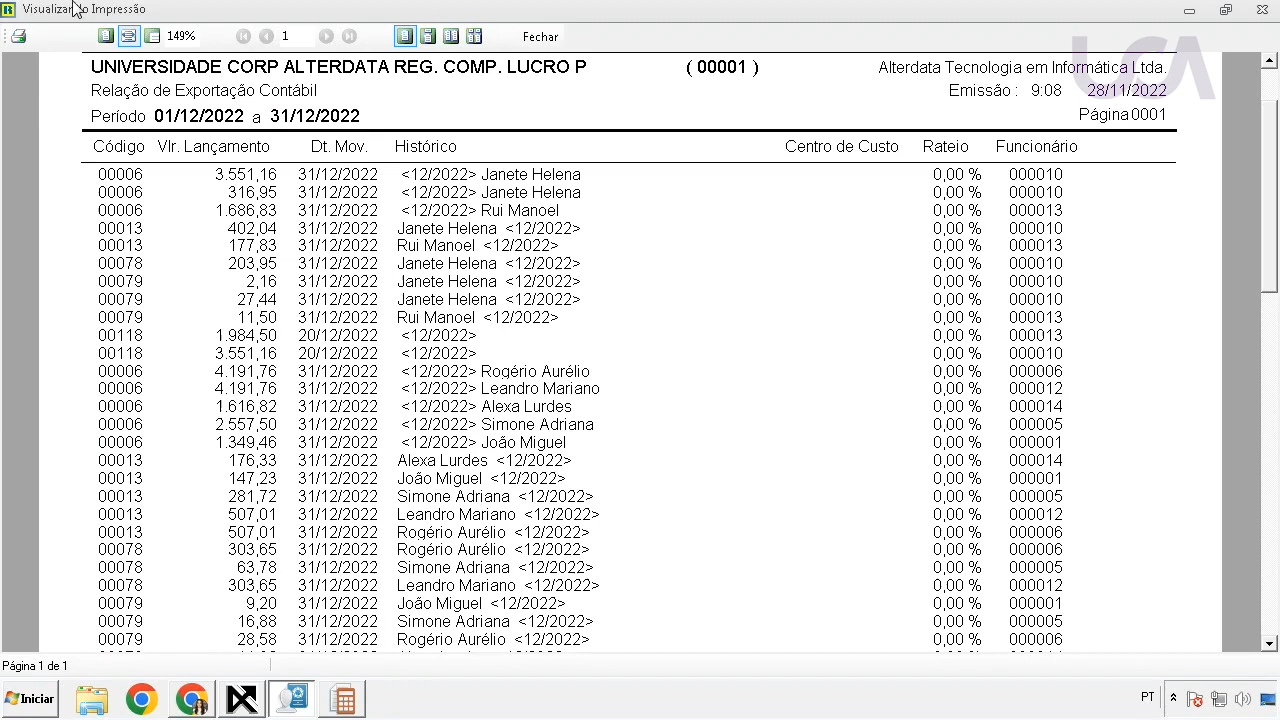 Visualizando Impressão
149% 1 Fechar
UNIVERSIDADE CORP ALTERDATA REG. COMP. LUCRO P ( 00001 ) Alterdata Tecnologia em Informática Ltda.
Relação de Exportação Contábil Emissão : 9:08 28/11/2022
Período 01/12/2022 a 31/12/2022 Página 0001
Código Vlr. Lançamento Dt. Mov. Histórico Centro de Custo Rateio Funcionário
00006 3.551,16 31/12/2022 <12/2022> Janete Helena 0,00 % 000010
00006 316,95 31/12/2022 <12/2022> Janete Helena 0,00 % 000010
00006 1.686,83 31/12/2022 <12/2022> Rui Manoel 0,00 % 000013
00013 402,04 31/12/2022 Janete Helena <12/2022> 0,00 % 000010
00013 177,83 31/12/2022 Rui Manoel <12/2022> 0,00 % 000013
00078 203,95 31/12/2022 Janete Helena <12/2022> 0,00 % 000010
00079 2,16 31/12/2022 Janete Helena <12/2022> 0,00 % 000010
00079 27,44 31/12/2022 Janete Helena <12/2022> 0,00 % 000010
00079 11,50 31/12/2022 Rui Manoel <12/2022> 0,00 % 000013
00118 1.984,50 20/12/2022 <12/2022> 0,00 % 000013
00118 3.551,16 20/12/2022 <12/2022> 0,00 % 000010
00006 4.191,76 31/12/2022 <12/2022> Rogério Aurélio 0,00 % 000006
00006 4.191,76 31/12/2022 <12/2022> Leandro Mariano 0,00 % 000012
00006 1.616,82 31/12/2022 <12/2022> Alexa Lurdes 0,00 % 000014
00006 2.557,50 31/12/2022 <12/2022> Simone Adriana 0,00 % 000005
00006 1.349,46 31/12/2022 <12/2022> João Miguel 0,00 % 000001
00013 176,33 31/12/2022 Alexa Lurdes <12/2022> 0,00 % 000014
00013 147,23 31/12/2022 João Miguel <12/2022> 0,00 % 000001
00013 281,72 31/12/2022 Simone Adriana <12/2022> 0,00 % 000005
00013 507,01 31/12/2022 Leandro Mariano <12/2022> 0,00 % 000012
00013 507,01 31/12/2022 Rogério Aurélio <12/2022> 0,00 % 000006
00078 303,65 31/12/2022 Rogério Aurélio <12/2022> 0,00 % 000006
00078 63,78 31/12/2022 Simone Adriana <12/2022> 0,00 % 000005
00078 303,65 31/12/2022 Leandro Mariano <12/2022> 0,00 % 000012
00079 9,20 31/12/2022 João Miguel <12/2022> 0,00 % 000001
00079 16,88 31/12/2022 Simone Adriana <12/2022> 0,00 % 000005
00079 28,58 31/12/2022 Rogério Aurélio <12/2022> 0,00 % 000006
Página 1 de 1
Iniciar PT